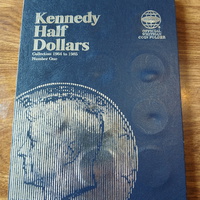 Kennedy
Half
Dollars
Collection 1964 to 1985
Number One
OFFICIAL
WHITMAN
COIN FOLDER